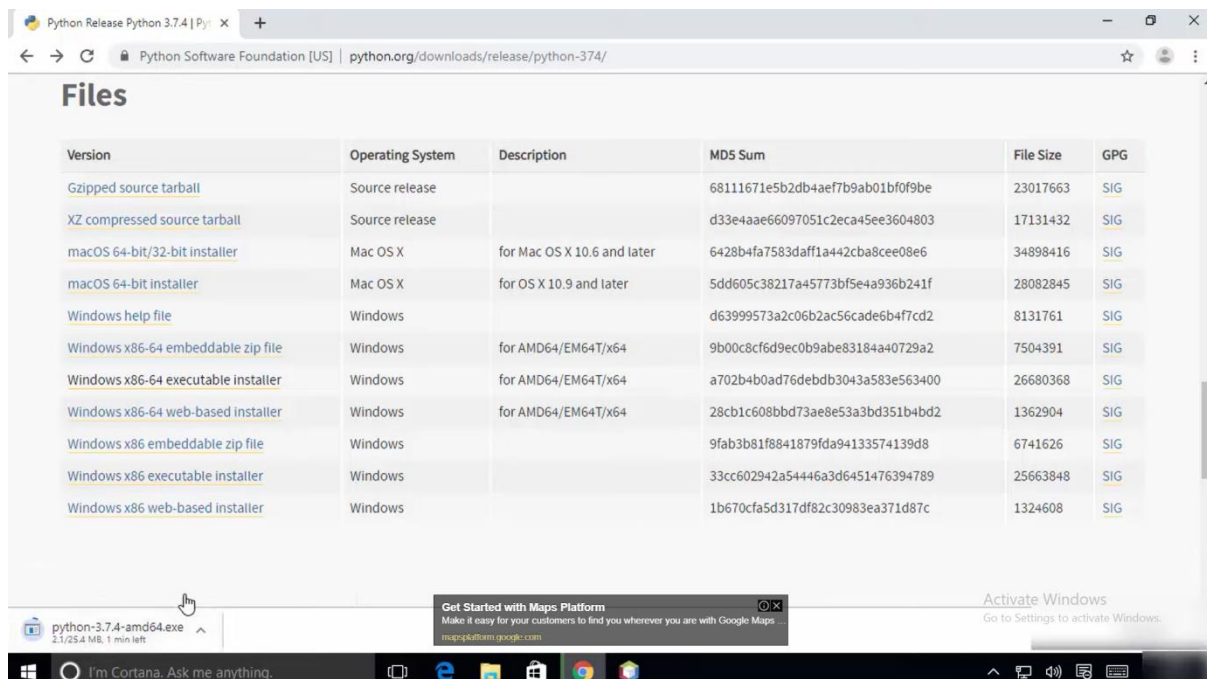 Python Release Python 3.7.4 | Pyt
Python Software Foundation [US] | python.org/downloads/release/python-374/
Files
Version Operating System Description MD5 Sum File Size GPG
Gzipped source tarball Source release 68111671e5b2db4aef7b9ab01bf0f9be 23017663 SIG
XZ compressed source tarball Source release d33e4aae66097051c2eca45ee3604803 17131432 SIG
macOS 64-bit/32-bit installer Mac OS X for Mac OS X 10.6 and later 6428b4fa7583daff1a442cba8cee08e6 34898416 SIG
macOS 64-bit installer Mac OS X for OS X 10.9 and later 5dd605c38217a45773bf5e4a936b241f 28082845 SIG
Windows help file Windows d63999573a2c06b2ac56cade6b4f7cd2 8131761 SIG
Windows x86-64 embeddable zip file Windows for AMD64/EM64T/x64 9b00c8cf6d9ec0b9abe83184a40729a2 7504391 SIG
Windows x86-64 executable installer Windows for AMD64/EM64T/x64 a702b4b0ad76debdb3043a583e563400 26680368 SIG
Windows x86-64 web-based installer Windows for AMD64/EM64T/x64 28cb1c608bbd73ae8e53a3bd351b4bd2 1362904 SIG
Windows x86 embeddable zip file Windows 9fab3b81f8841879fda94133574139d8 6741626 SIG
Windows x86 executable installer Windows 33cc602942a54446a3d6451476394789 25663848 SIG
Windows x86 web-based installer Windows 1b670cfa5d317df82c30983ea371d87c 1324608 SIG
Activate Windows
Go to Settings to activate Windows.
Get Started with Maps Platform
Make it easy for your customers to find you wherever you are with Google Maps ...
mapsplatform.google.com
python-3.7.4-amd64.exe
2.1/25.4 MB, 1 min left
I'm Cortana. Ask me anything.